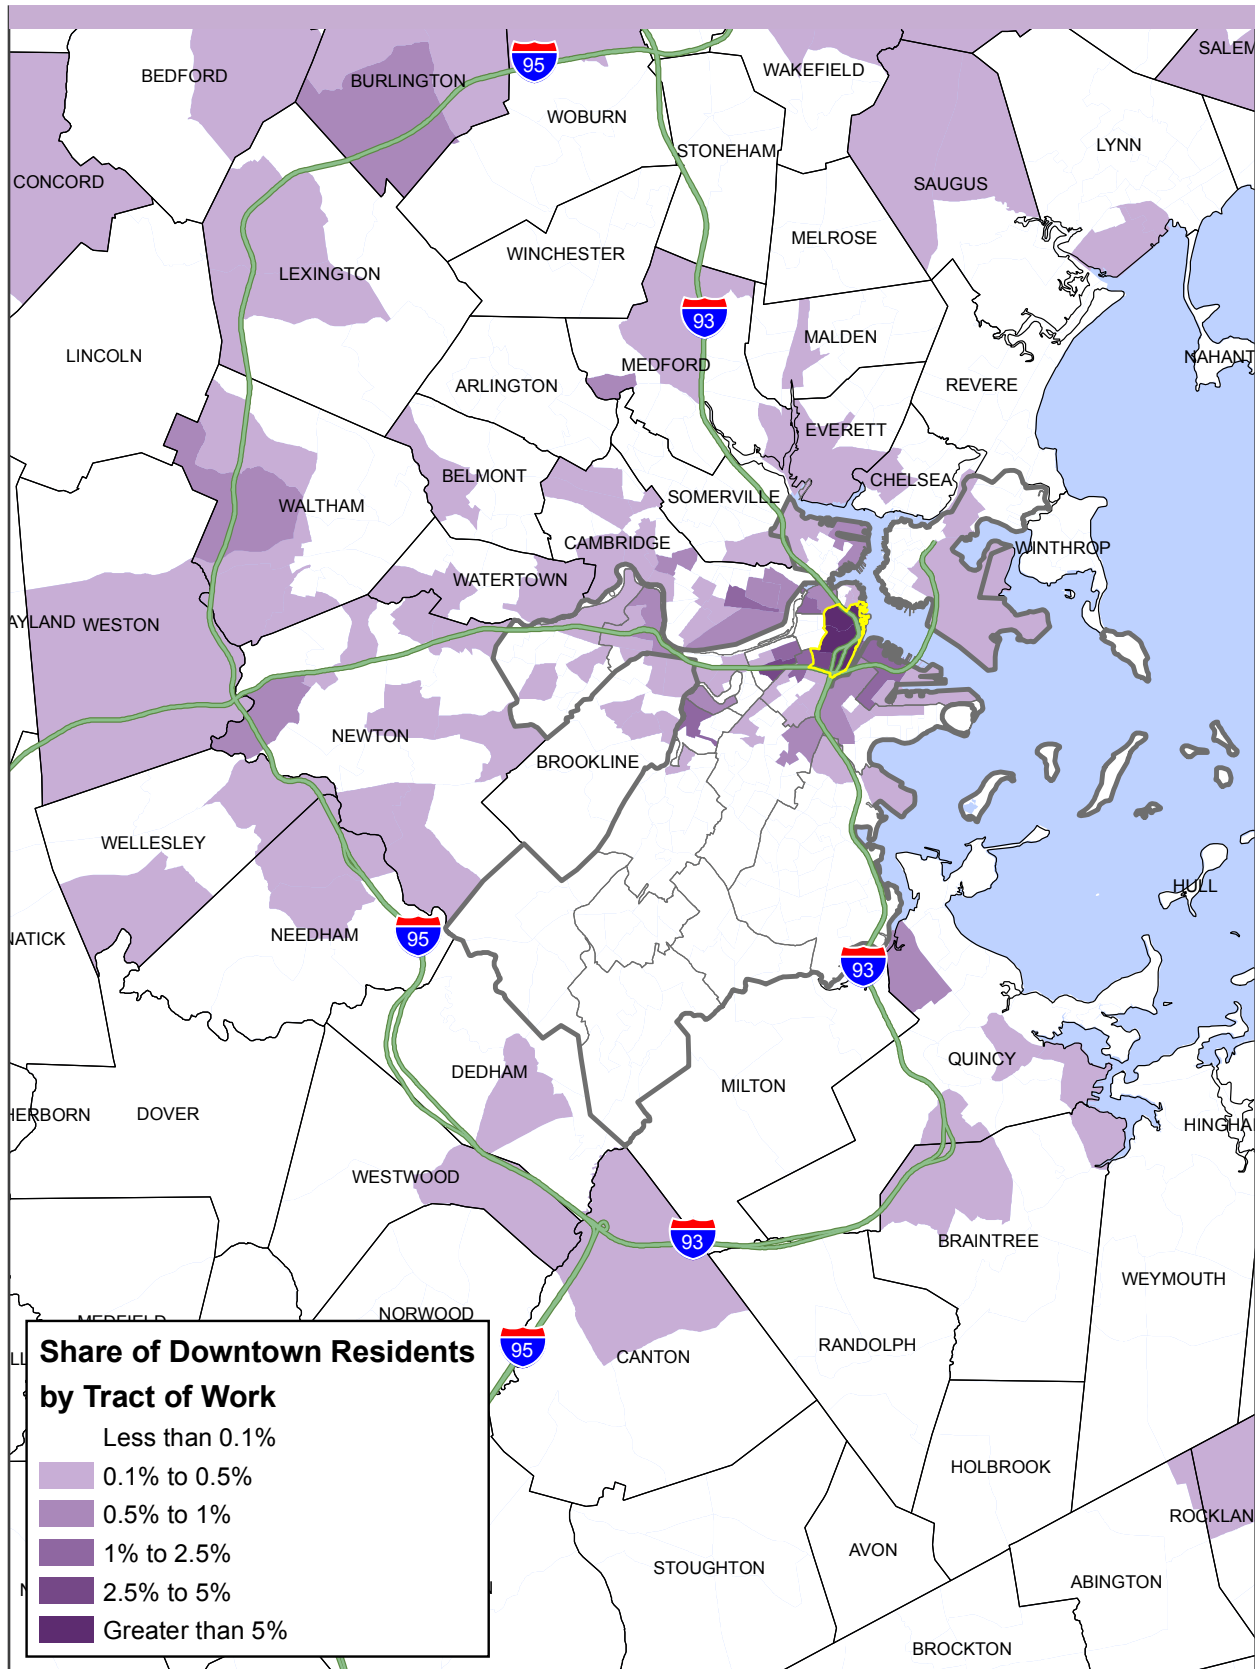 SALEM
BEDFORD
BURLINGTON
95
WAKEFIELD
WOBURN
STONEHAM
LYNN
CONCORD
SAUGUS
MELROSE
WINCHESTER
LEXINGTON
93
MALDEN
LINCOLN
NAHANT
MEDFORD
ARLINGTON
REVERE
EVERETT
BELMONT
CHELSEA
SOMERVILLE
WALTHAM
CAMBRIDGE
WINTHROP
WATERTOWN
AYLAND
WESTON
NEWTON
BROOKLINE
WELLESLEY
HULL
NATICK
NEEDHAM
95
93
QUINCY
DEDHAM
MILTON
HERBORN
DOVER
HINGHA
WESTWOOD
93
BRAINTREE
WEYMOUTH
NORWOOD
MEDFIELD
95
RANDOLPH
CANTON
Share of Downtown Residents
by Tract of Work
Less than 0.1%
0.1% to 0.5%
0.5% to 1%
1% to 2.5%
2.5% to 5%
Greater than 5%
HOLBROOK
ROCKLAN
AVON
STOUGHTON
ABINGTON
BROCKTON